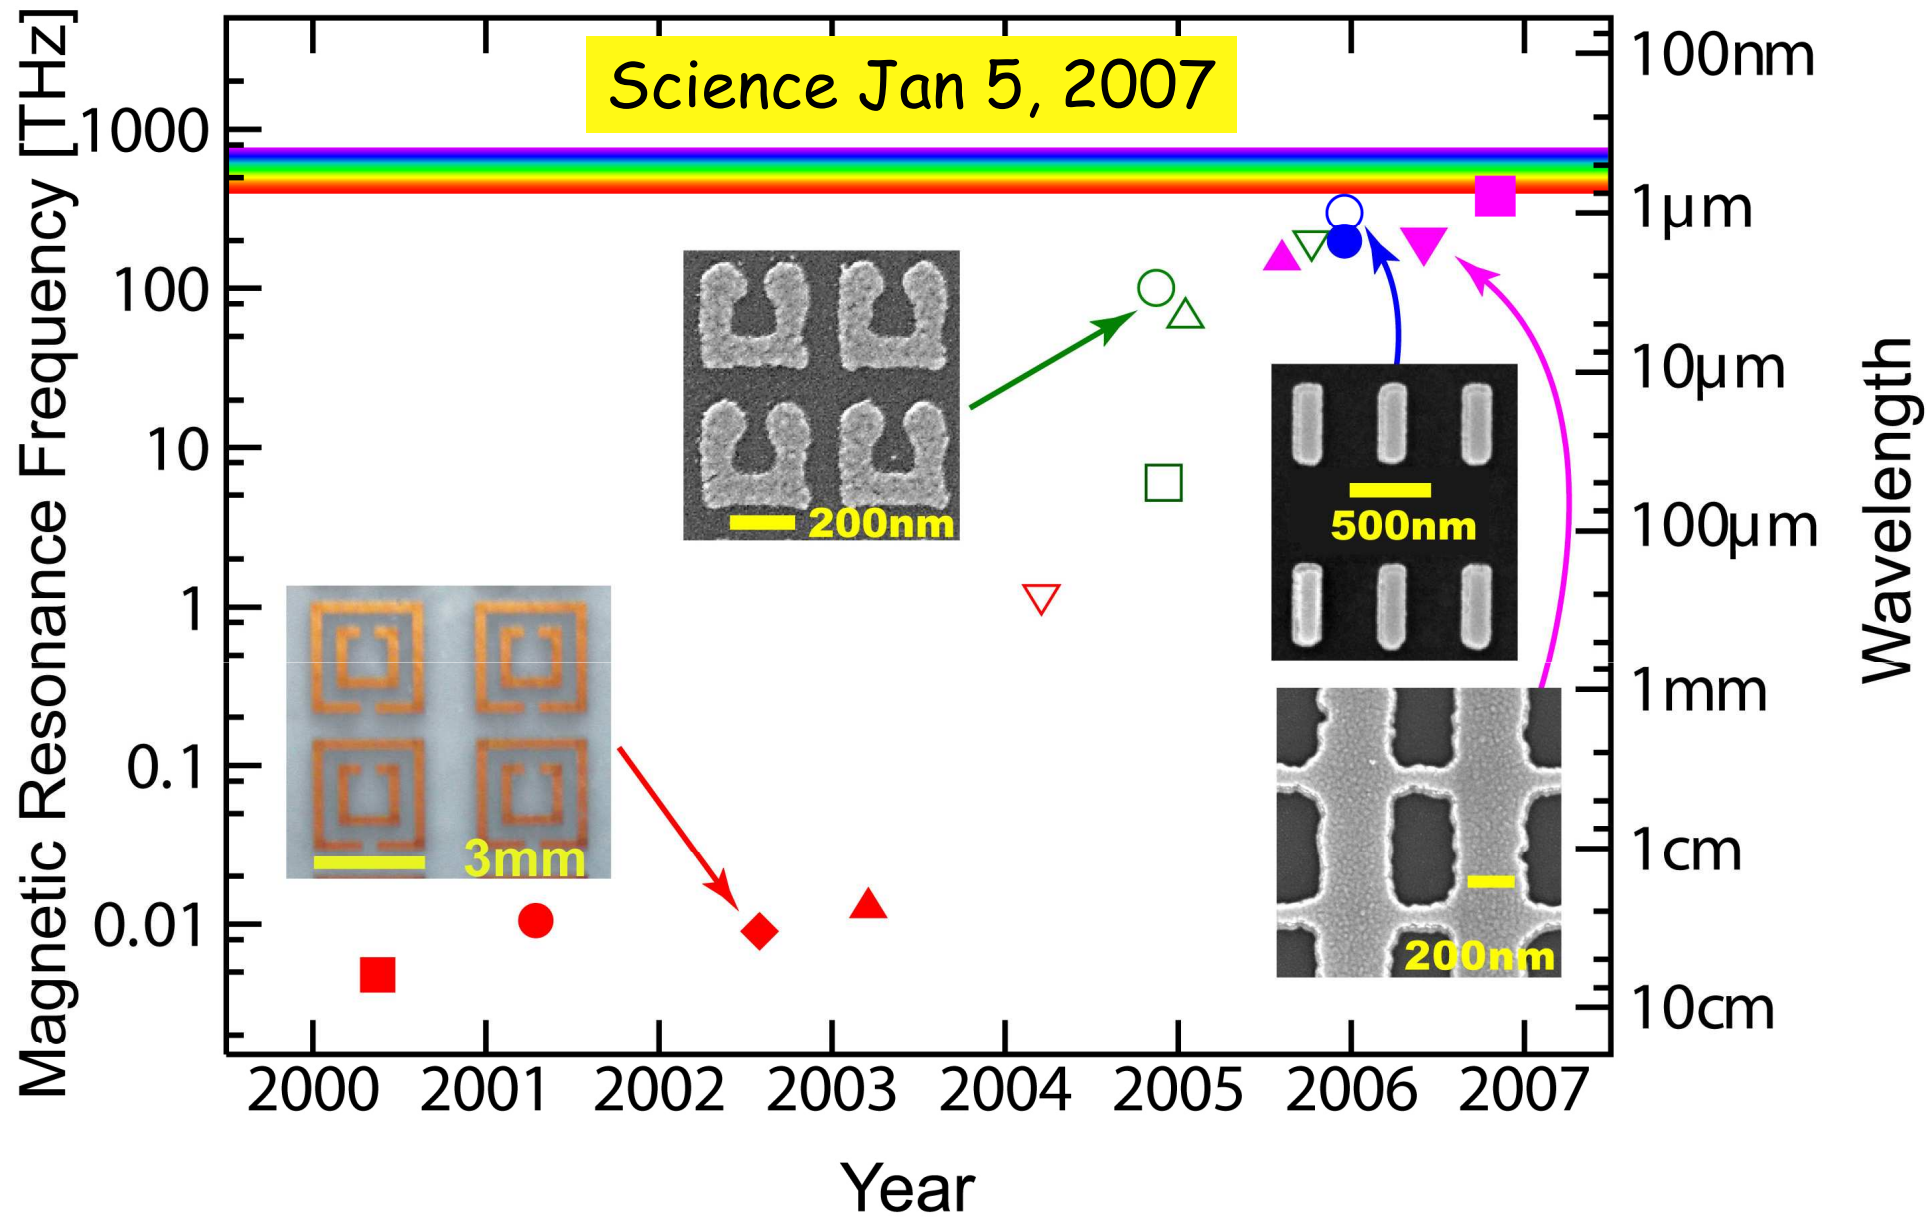 Science Jan 5, 2007
Magnetic Resonance Frequency [THz]
1000
100
10
1
0.1
0.01
100nm
1µm
10µm
100µm
1mm
1cm
10cm
Wavelength
200nm
500nm
3mm
200nm
2000 2001 2002 2003 2004 2005 2006 2007
Year